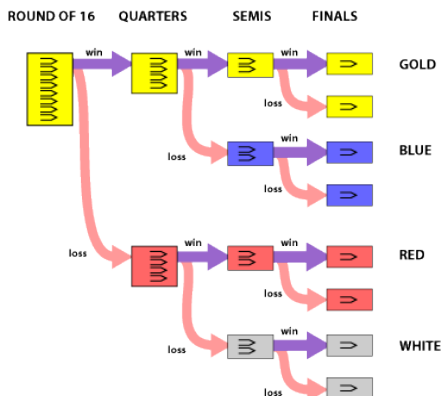 ROUND OF 16 QUARTERS SEMIS FINALS
win win win
GOLD
loss
win
BLUE
loss
loss
loss
win win
RED
loss
win
WHITE
loss
loss